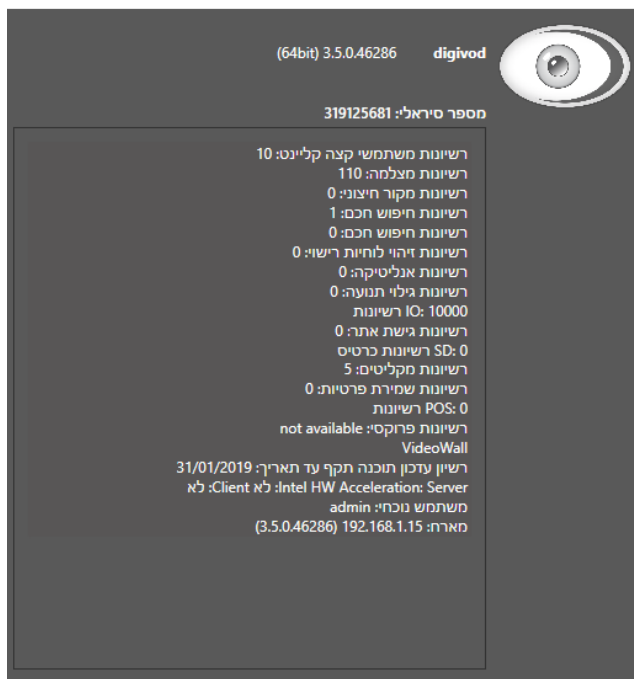 digivod 3.5.0.46286 (64bit)
מספר סיראלי: 319125681
רשיונות משתמשי קצה קליינט: 10
רשיונות מצלמה: 110
רשיונות מקור חיצוני: 0
רשיונות חיפוש חכם: 1
רשיונות חיפוש חכם: 0
רשיונות זיהוי לוחיות רישוי: 0
רשיונות אנליטיקה: 0
רשיונות גילוי תנועה: 0
רשיונות IO: 10000
רשיונות גישת אתר: 0
רשיונות כרטיס SD: 0
רשיונות מקליטים: 5
רשיונות שמירת פרטיות: 0
רשיונות POS: 0
רשיונות פרוקסי: not available
VideoWall
רשיון עדכון תוכנה תקף עד תאריך: 31/01/2019
Intel HW Acceleration: Server: לא Client: לא
משתמש נוכחי: admin
מארח: 192.168.1.15 (3.5.0.46286)